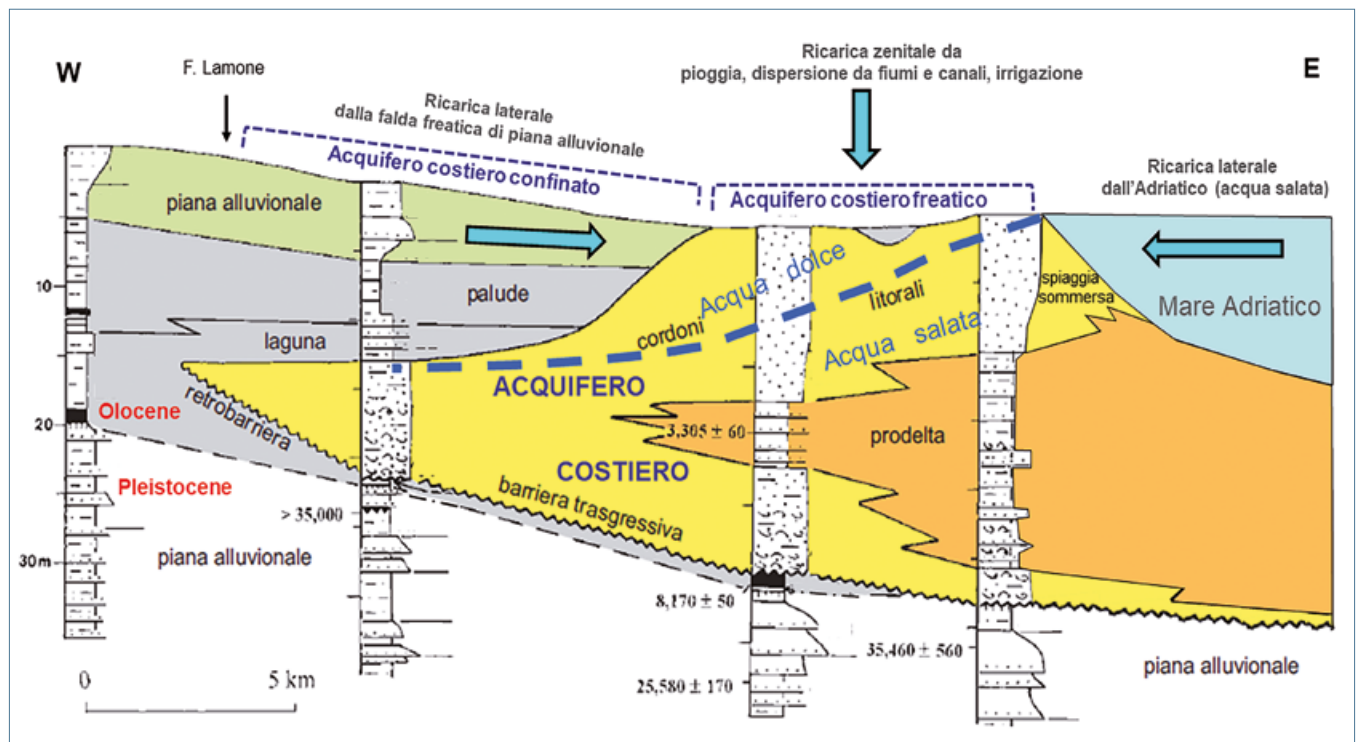 W
F. Lamone
Ricarica laterale
dalla falda freatica di piana alluvionale
Acquifero costiero confinato
Ricarica zenitale da
pioggia, dispersione da fiumi e canali, irrigazione
Acquifero costiero freatico
E
Ricarica laterale
dall'Adriatico (acqua salata)
piana alluvionale
10
palude
laguna
Acqua dolce
cordoni
litorali
Acqua salata
spiaggia
sommersa
Mare Adriatico
ACQUIFERO
retrobarriera
Olocene
20
3,305 ± 60
prodelta
COSTIERO
Pleistocene
barriera trasgressiva
> 35,000
piana alluvionale
30m
8,170 ± 50
35,460 ± 560
piana alluvionale
25,580 ± 170
0 5 km